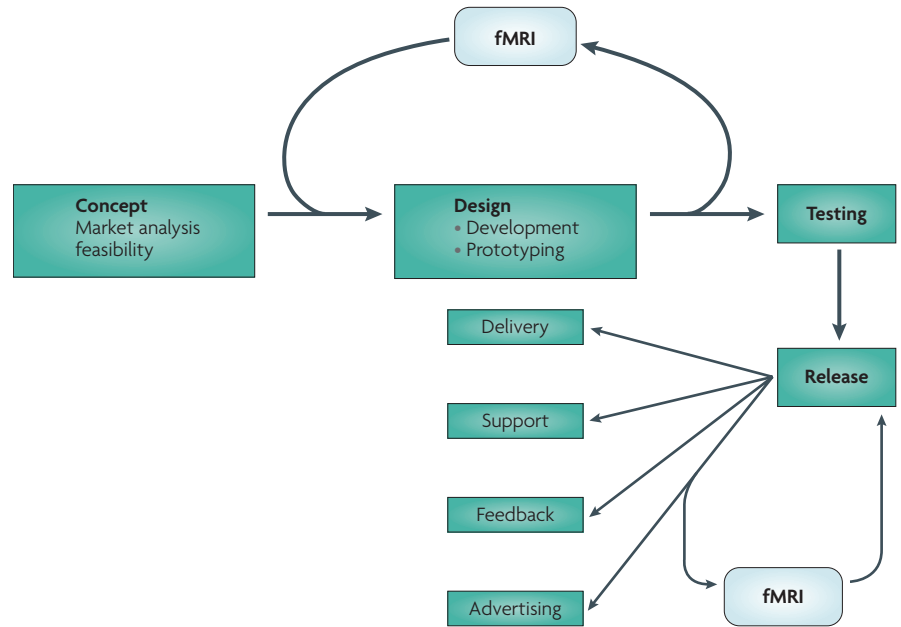 fMRI
Concept
Market analysis
feasibility
Design
• Development
• Prototyping
Testing
Delivery
Release
Support
Feedback
fMRI
Advertising